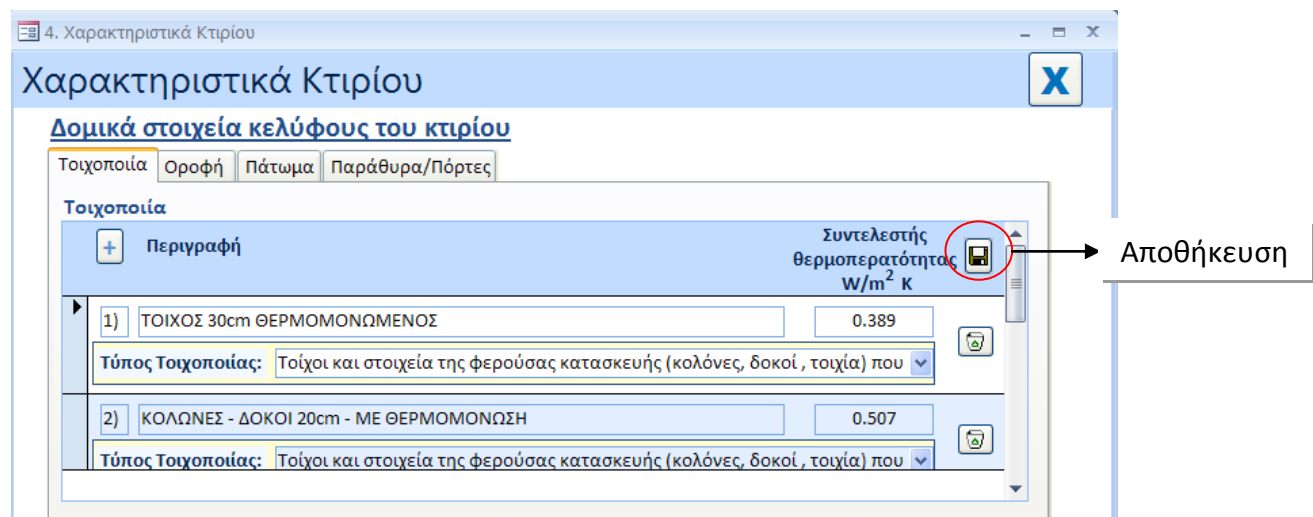 4. Χαρακτηριστικά Κτιρίου
Χαρακτηριστικά Κτιρίου
X
Δομικά στοιχεία κελύφους του κτιρίου
Τοιχοποιία Οροφή Πάτωμα Παράθυρα/Πόρτες
Τοιχοποιία
+ Περιγραφή
Συντελεστής
θερμοπερατότητας
W/m² K
Αποθήκευση
1) ΤΟΙΧΟΣ 30cm ΘΕΡΜΟΜΟΝΩΜΕΝΟΣ 0.389
Τύπος Τοιχοποιίας: Τοίχοι και στοιχεία της φερούσας κατασκευής (κολόνες, δοκοί , τοιχία) που
2) ΚΟΛΩΝΕΣ - ΔΟΚΟΙ 20cm - ΜΕ ΘΕΡΜΟΜΟΝΩΣΗ 0.507
Τύπος Τοιχοποιίας: Τοίχοι και στοιχεία της φερούσας κατασκευής (κολόνες, δοκοί , τοιχία) που